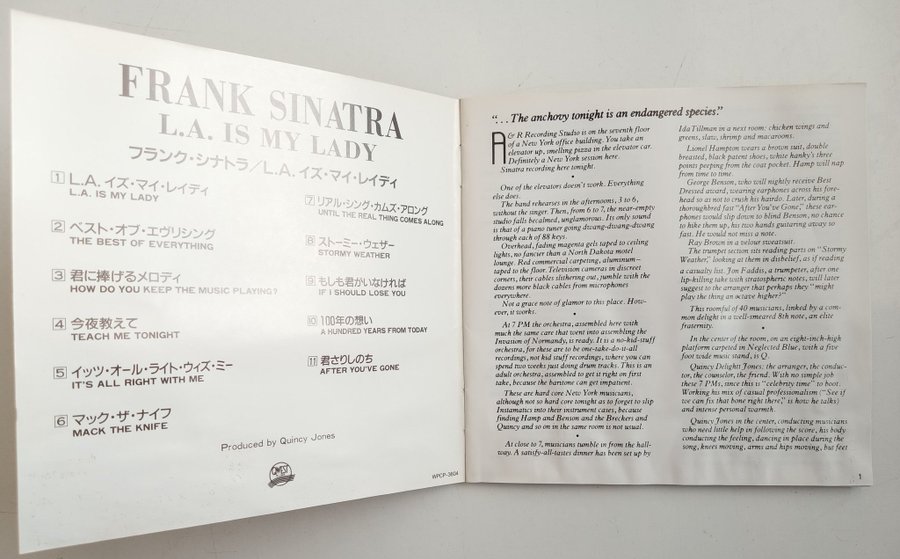 FRANK SINATRA
L.A. IS MY LADY
フランク・シナトラ/L.A. イズ・マイ・レイディ
1 L.A. イズ・マイ・レイディ
L.A. IS MY LADY
2 ベスト・オブ・エヴリシング
THE BEST OF EVERYTHING
3 君に捧げるメロディ
HOW DO YOU KEEP THE MUSIC PLAYING?
4 今夜教えて
TEACH ME TONIGHT
5 イッツ・オール・ライト・ウィズ・ミー
IT'S ALL RIGHT WITH ME
6 マック・ザ・ナイフ
MACK THE KNIFE
7 リアル・シング・カムズ・アロング
UNTIL THE REAL THING COMES ALONG
8 ストーミー・ウェザー
STORMY WEATHER
9 もしも君がいなければ
IF I SHOULD LOSE YOU
10 100年の想い
A HUNDRED YEARS FROM TODAY
11 君さりしのち
AFTER YOU'VE GONE
Produced by Quincy Jones
QWEST
WPCP-3604
"...The anchovy tonight is an endangered species."
A & R Recording Studio is on the seventh floor
of a New York office building. You take an
elevator up, smelling pizza in the elevator car.
Definitely a New York session here.
Sinatra recording here tonight.
•
One of the elevators doesn't work. Everything
else does.
The band rehearses in the afternoons, 3 to 6,
without the singer. Then, from 6 to 7, the near-empty
studio falls becalmed, unglamorous. Its only sound
is that of a piano tuner going dwang-dwang-dwang
through each of 88 keys.
Overhead, fading magenta gels taped to ceiling
lights, no fancier than a North Dakota motel
lounge. Red commercial carpeting, aluminum-
taped to the floor. Television cameras in discreet
corners, their cables slithering out, tumble with the
dozens more black cables from microphones
everywhere.
Not a grace note of glamor to this place. How-
ever, it works.
•
At 7 PM the orchestra, assembled here with
much the same care that went into assembling the
Invasion of Normandy, is ready. It is a no-kid-stuff
orchestra, for these are to be one-take-do-it-all
recordings, not kid stuff recordings, where you can
spend two weeks just doing drum tracks. This is an
adult orchestra, assembled to get it right on first
take, because the baritone can get impatient.
These are hard core New York musicians,
although not so hard core tonight as to forget to slip
Instamatics into their instrument cases, because
finding Hamp and Benson and the Breckers and
Quincy and so on in the same room is not usual.
•
At close to 7, musicians tumble in from the hall-
way. A satisfy-all-tastes dinner has been set up by
Ida Tillman in a next room: chicken wings and
greens, slaw, shrimp and macaroons.
Lionel Hampton wears a brown suit, double
breasted, black patent shoes, white hanky's three
points peeping from the coat pocket. Hamp will nap
from time to time.
George Benson, who will nightly receive Best
Dressed award, wearing earphones across his fore-
head so as not to crush his hairdo. Later, during a
thoroughbred fast "After You've Gone," these ear-
phones would slip down to blind Benson, no chance
to hike them up, his two hands guitaring away so
fast. He would not miss a note.
Ray Brown in a velour sweatsuit.
The trumpet section sits reading parts on "Stormy
Weather," looking at them in disbelief, as if reading
a casualty list. Jon Faddis, a trumpeter, after one
lip-killing take with stratospheric notes, will later
suggest to the arranger that perhaps they "might
play the thing an octave higher?"
This roomful of 40 musicians, linked by a com-
mon delight in a well-smeared 8th note, an elite
fraternity.
•
In the center of the room, on an eight-inch-high
platform carpeted in Neglected Blue, with a five
foot wide music stand, is Q.
Quincy Delight Jones: the arranger, the conduc-
tor, the counselor, the friend. With no simple job
these 7 PMs, since this is "celebrity time" to boot.
Working his mix of casual professionalism ("See if
we can fix that bone right there," is how he talks)
and intense personal warmth.
Quincy Jones in the center, conducting musicians
who need little help in following the score, his body
conducting the feeling, dancing in place during the
song, knees moving, arms and hips moving, but feet
1